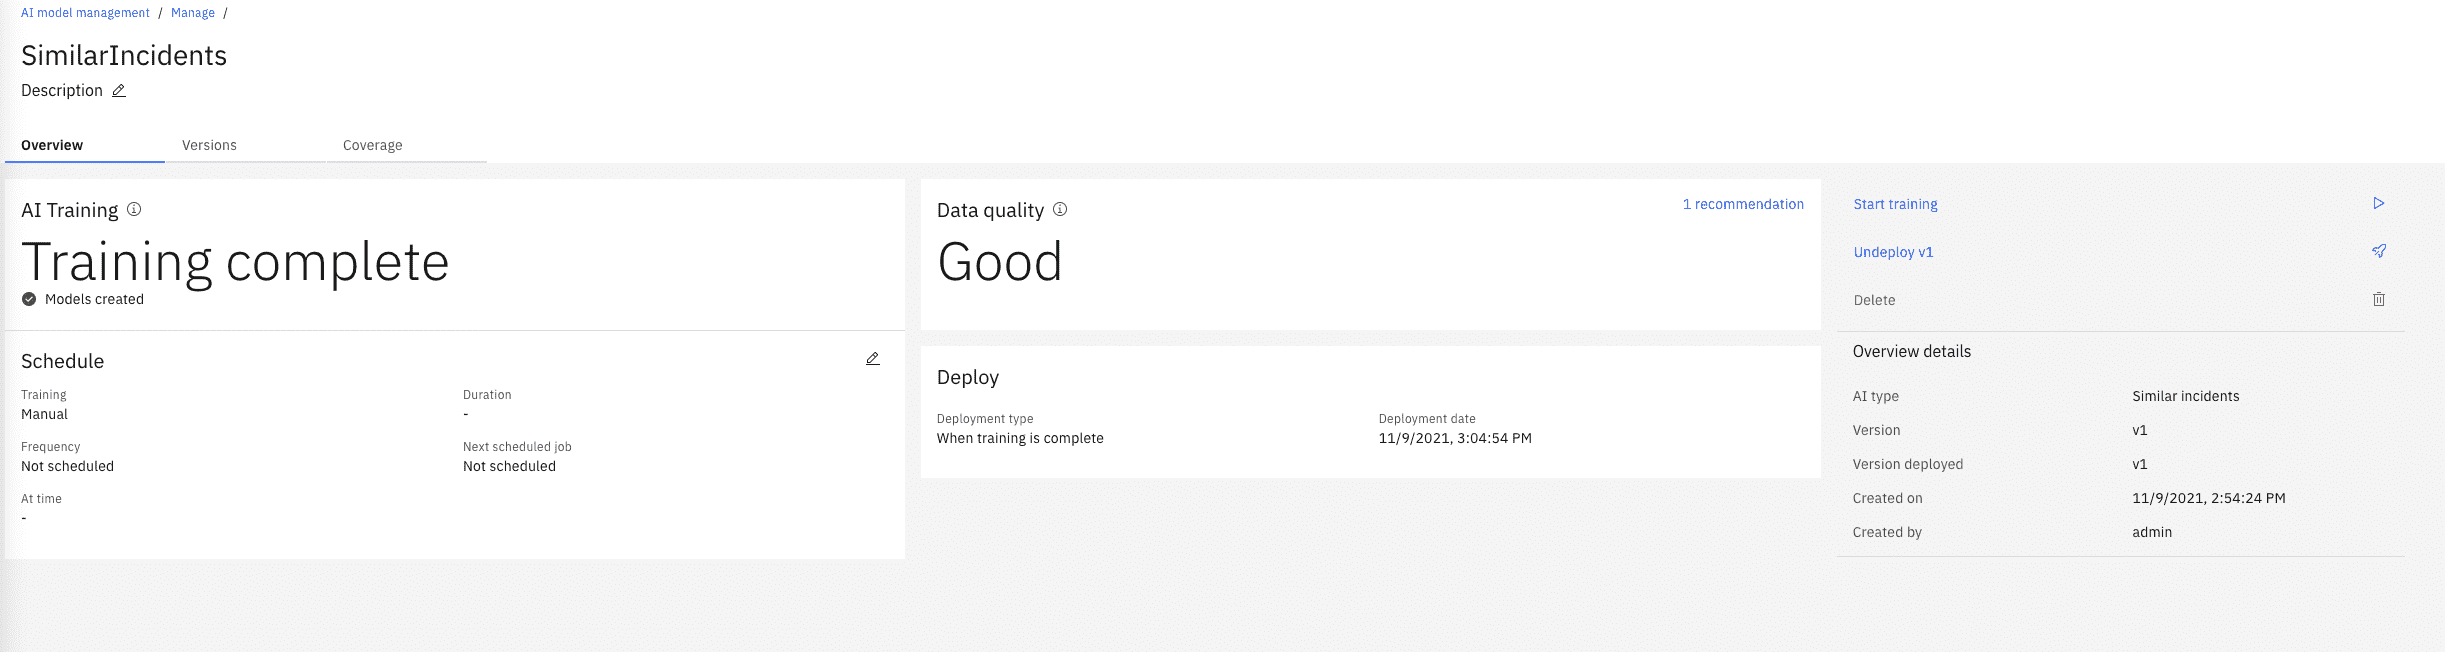 AI model management / Manage /
SimilarIncidents
Description
Overview
Versions
Coverage
AI Training
Training complete
Models created
Schedule
Training
Manual
Duration
-
Frequency
Not scheduled
Next scheduled job
Not scheduled
At time
-
Data quality
1 recommendation
Good
Deploy
Deployment type
When training is complete
Deployment date
11/9/2021, 3:04:54 PM
Start training
Undeploy v1
Delete
Overview details
AI type Similar incidents
Version v1
Version deployed v1
Created on 11/9/2021, 2:54:24 PM
Created by admin